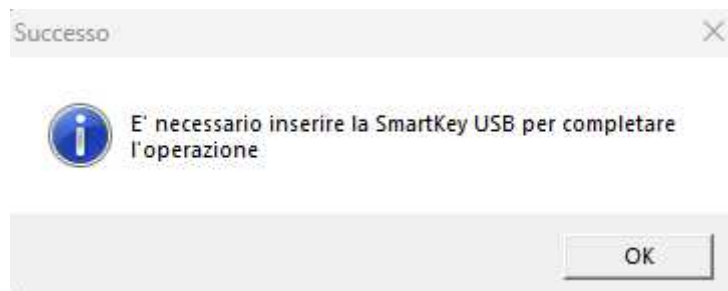 Successo
E' necessario inserire la SmartKey USB per completare
l'operazione
OK